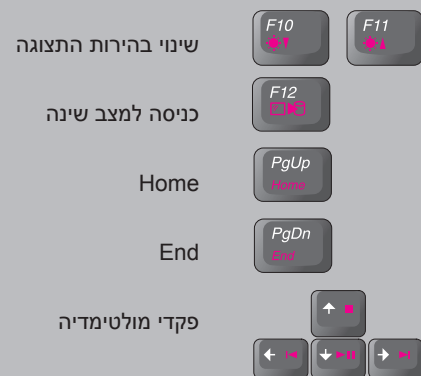 F10 F11
שינוי בהירות התצוגה
F12
כניסה למצב שינה
PgUp
Home
Home
PgDn
End
End
פקדי מולטימדיה